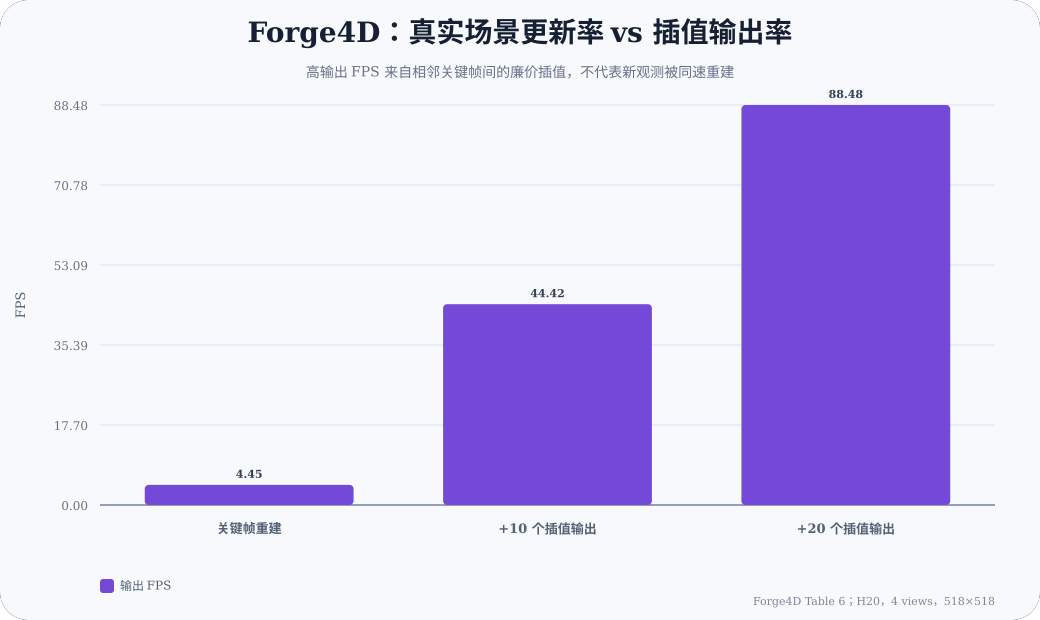 Forge4D：真实场景更新率 vs 插值输出率
高输出 FPS 来自相邻关键帧间的廉价插值，不代表新观测被同速重建
88.48
70.78
53.09
35.39
17.70
0.00
FPS
4.45
44.42
88.48
关键帧重建
+10 个插值输出
+20 个插值输出
输出 FPS
Forge4D Table 6；H20，4 views，518×518